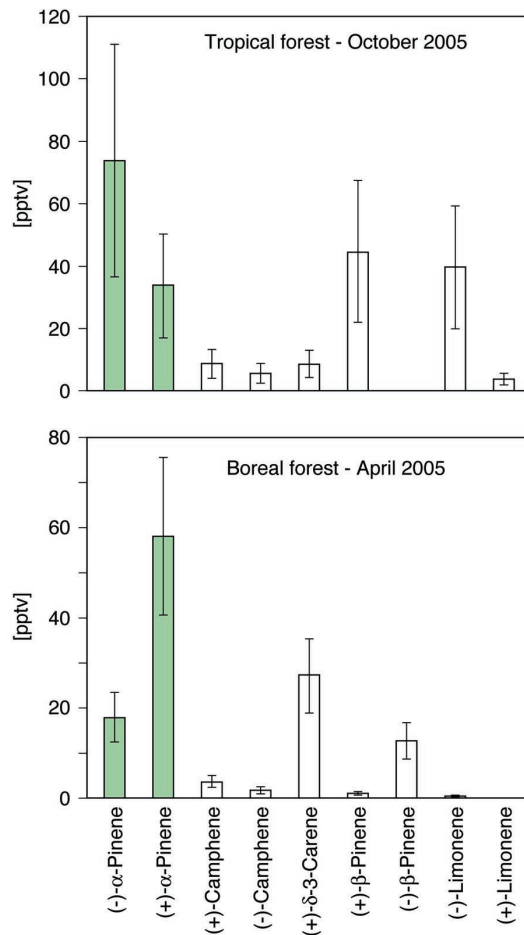 Tropical forest - October 2005
[pptv]
120
100
80
60
40
20
0
Boreal forest - April 2005
[pptv]
80
60
40
20
0
(-)-α-Pinene
(+)-α-Pinene
(+)-Camphene
(-)-Camphene
(+)-δ-3-Carene
(+)-β-Pinene
(-)-β-Pinene
(-)-Limonene
(+)-Limonene